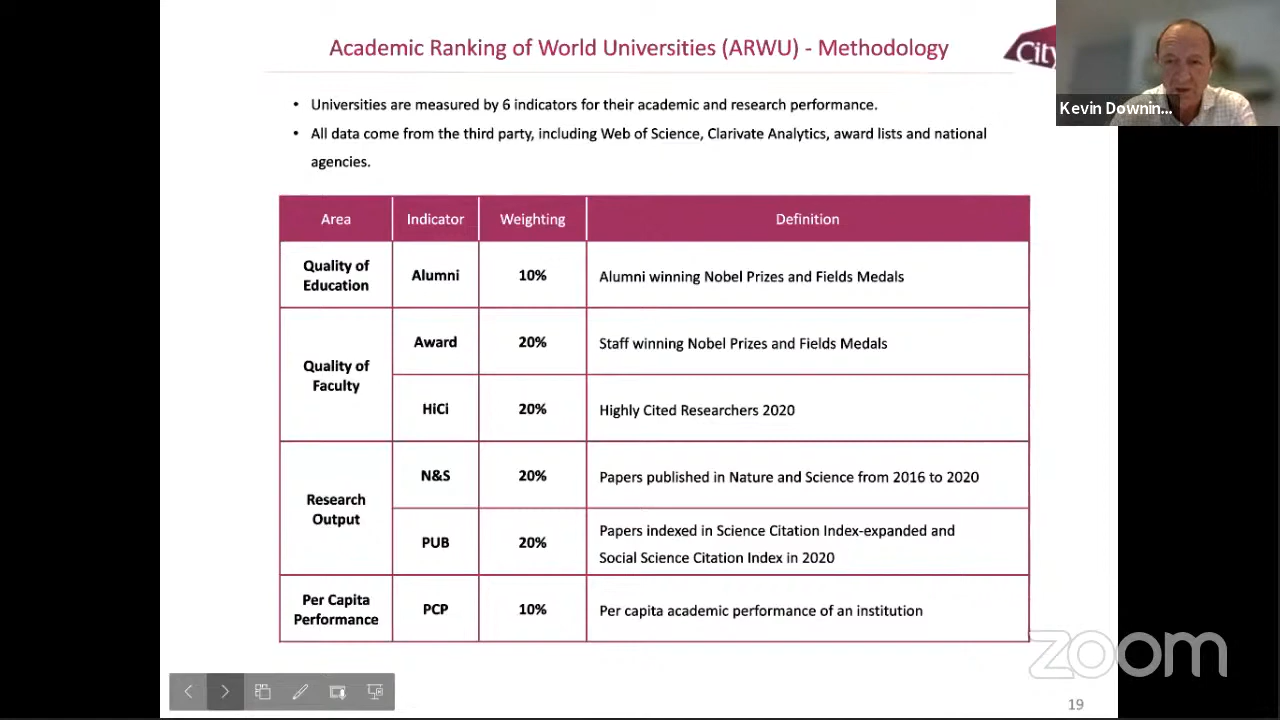 Academic Ranking of World Universities (ARWU) - Methodology
City
Kevin Downin...
• Universities are measured by 6 indicators for their academic and research performance.
• All data come from the third party, including Web of Science, Clarivate Analytics, award lists and national
agencies.
Area Indicator Weighting Definition
Quality of
Education
Alumni 10% Alumni winning Nobel Prizes and Fields Medals
Quality of
Faculty
Award 20% Staff winning Nobel Prizes and Fields Medals
HiCi 20% Highly Cited Researchers 2020
Research
Output
N&S 20% Papers published in Nature and Science from 2016 to 2020
PUB 20% Papers indexed in Science Citation Index-expanded and
Social Science Citation Index in 2020
Per Capita
Performance
PCP 10% Per capita academic performance of an institution
zoom
19